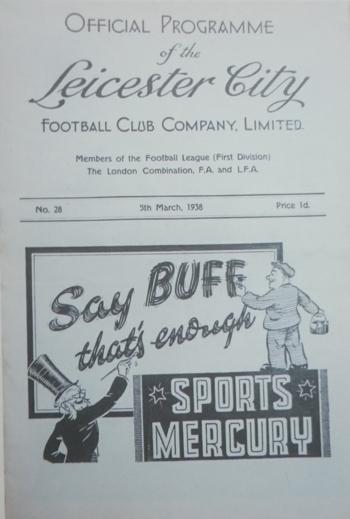 OFFICIAL PROGRAMME
of the
Leicester City
FOOTBALL CLUB COMPANY, LIMITED.
Members of the Football League (First Division)
The London Combination, F.A. and L.F.A.
No. 28 5th March, 1938 Price 1d.
Say BUFF
that's enough
SPORTS
MERCURY